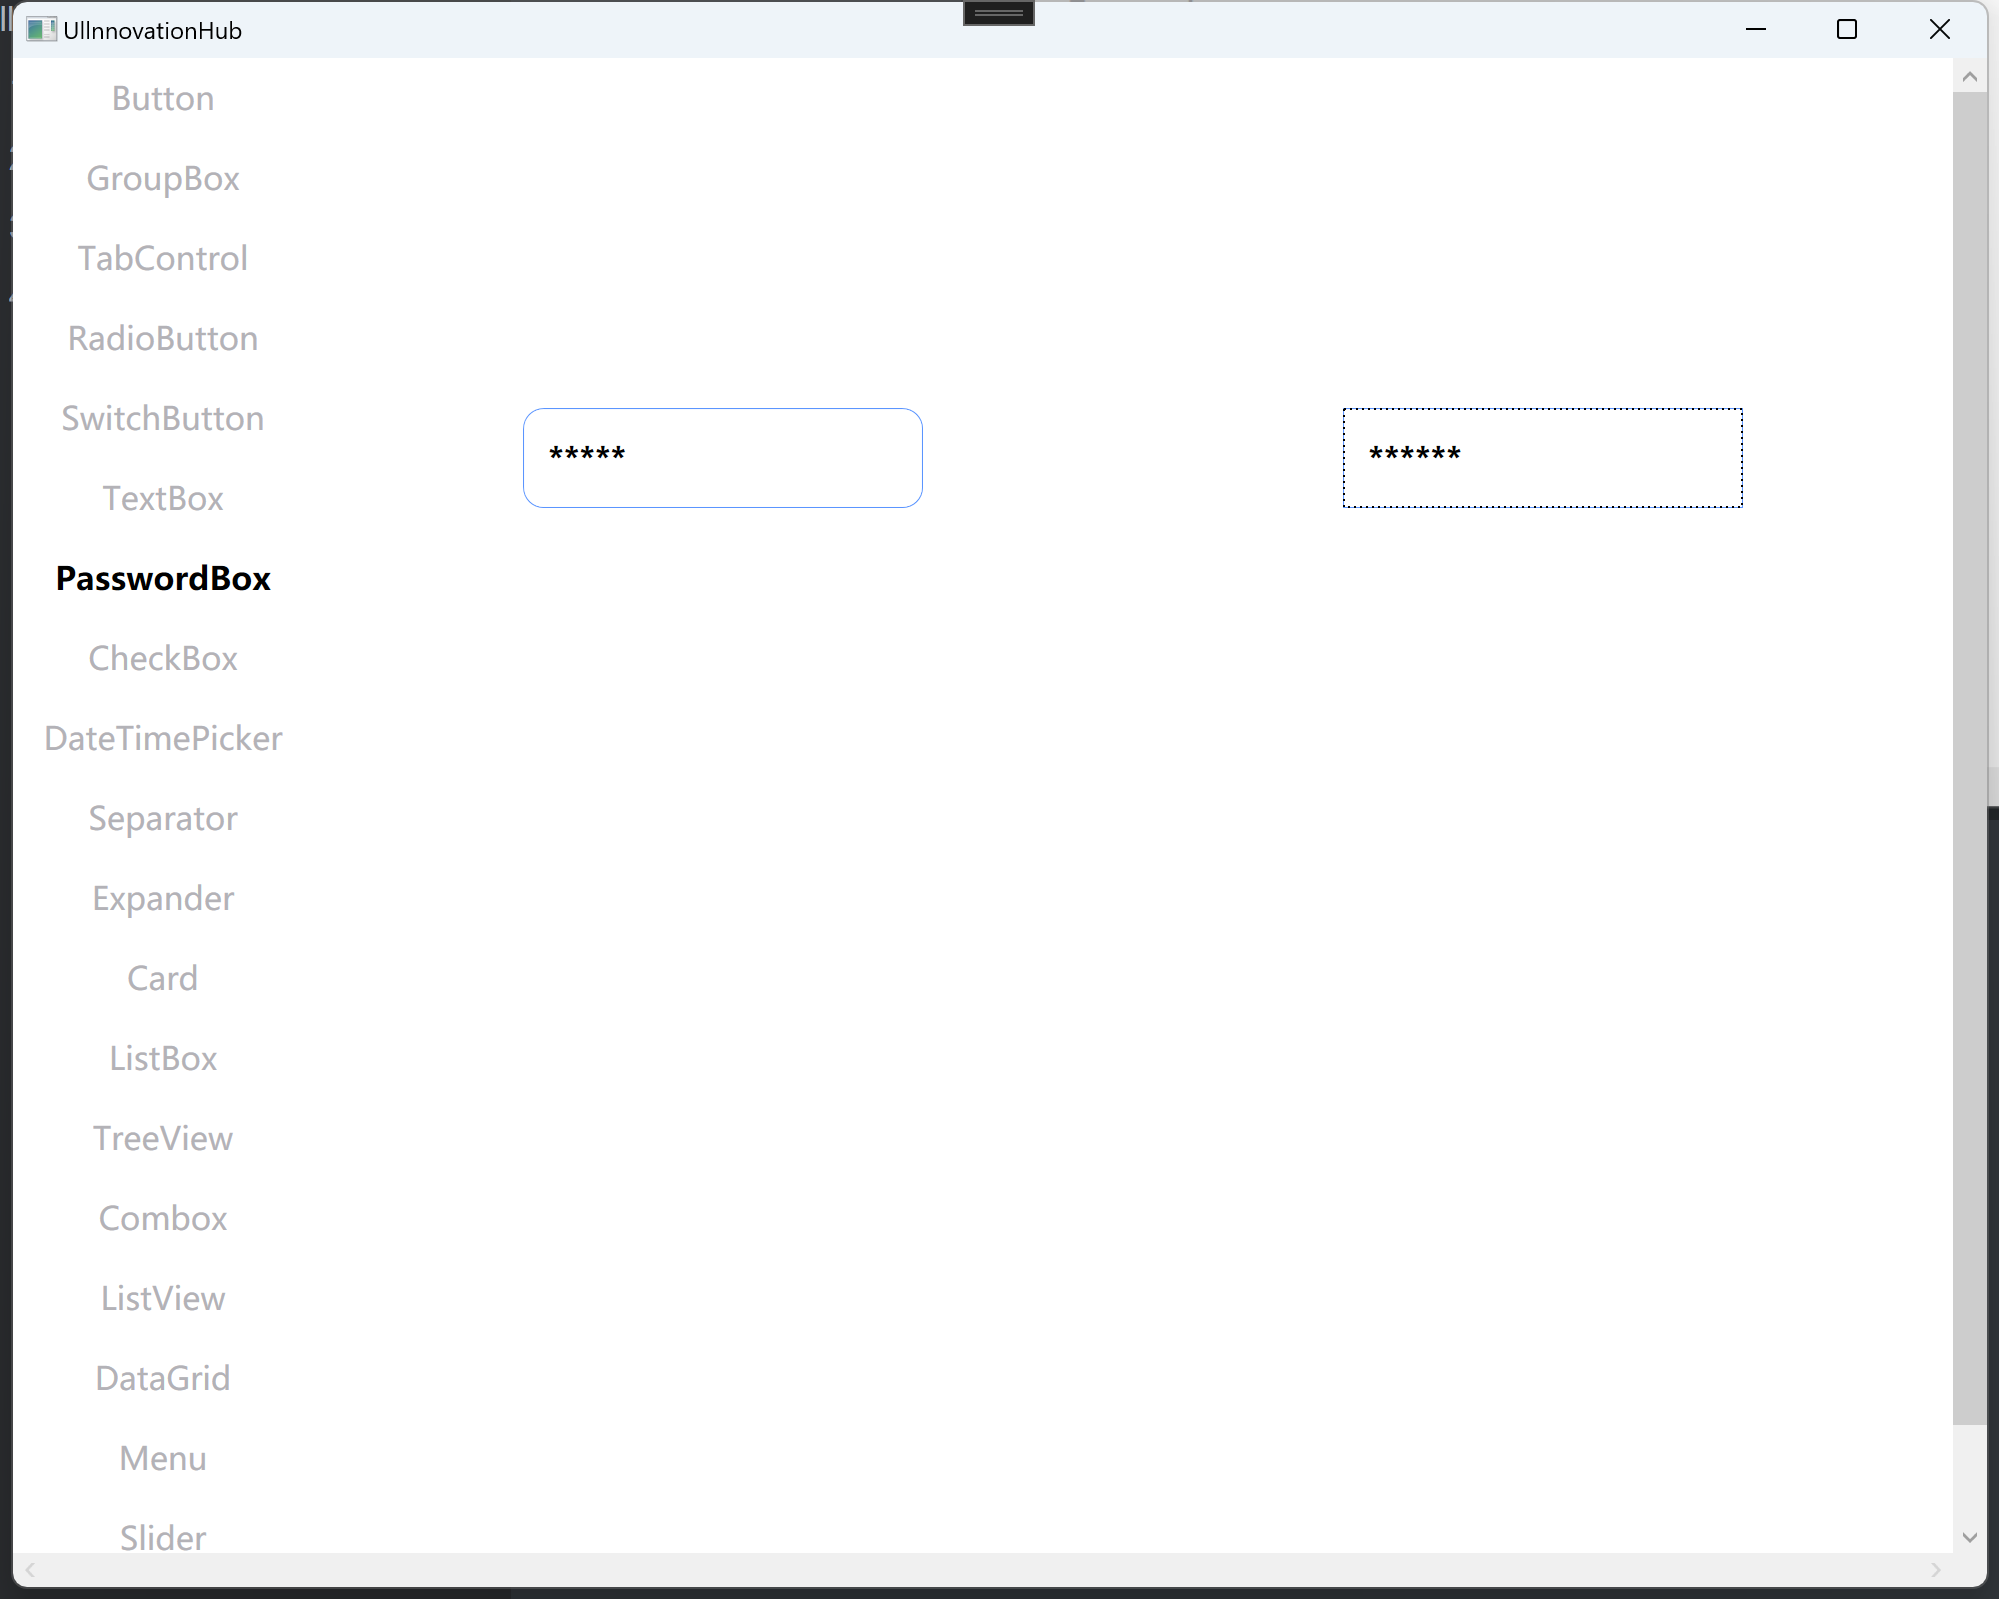 UIInnovationHub
Button
GroupBox
TabControl
RadioButton
SwitchButton
*****
******
TextBox
PasswordBox
CheckBox
DateTimePicker
Separator
Expander
Card
ListBox
TreeView
Combox
ListView
DataGrid
Menu
Slider